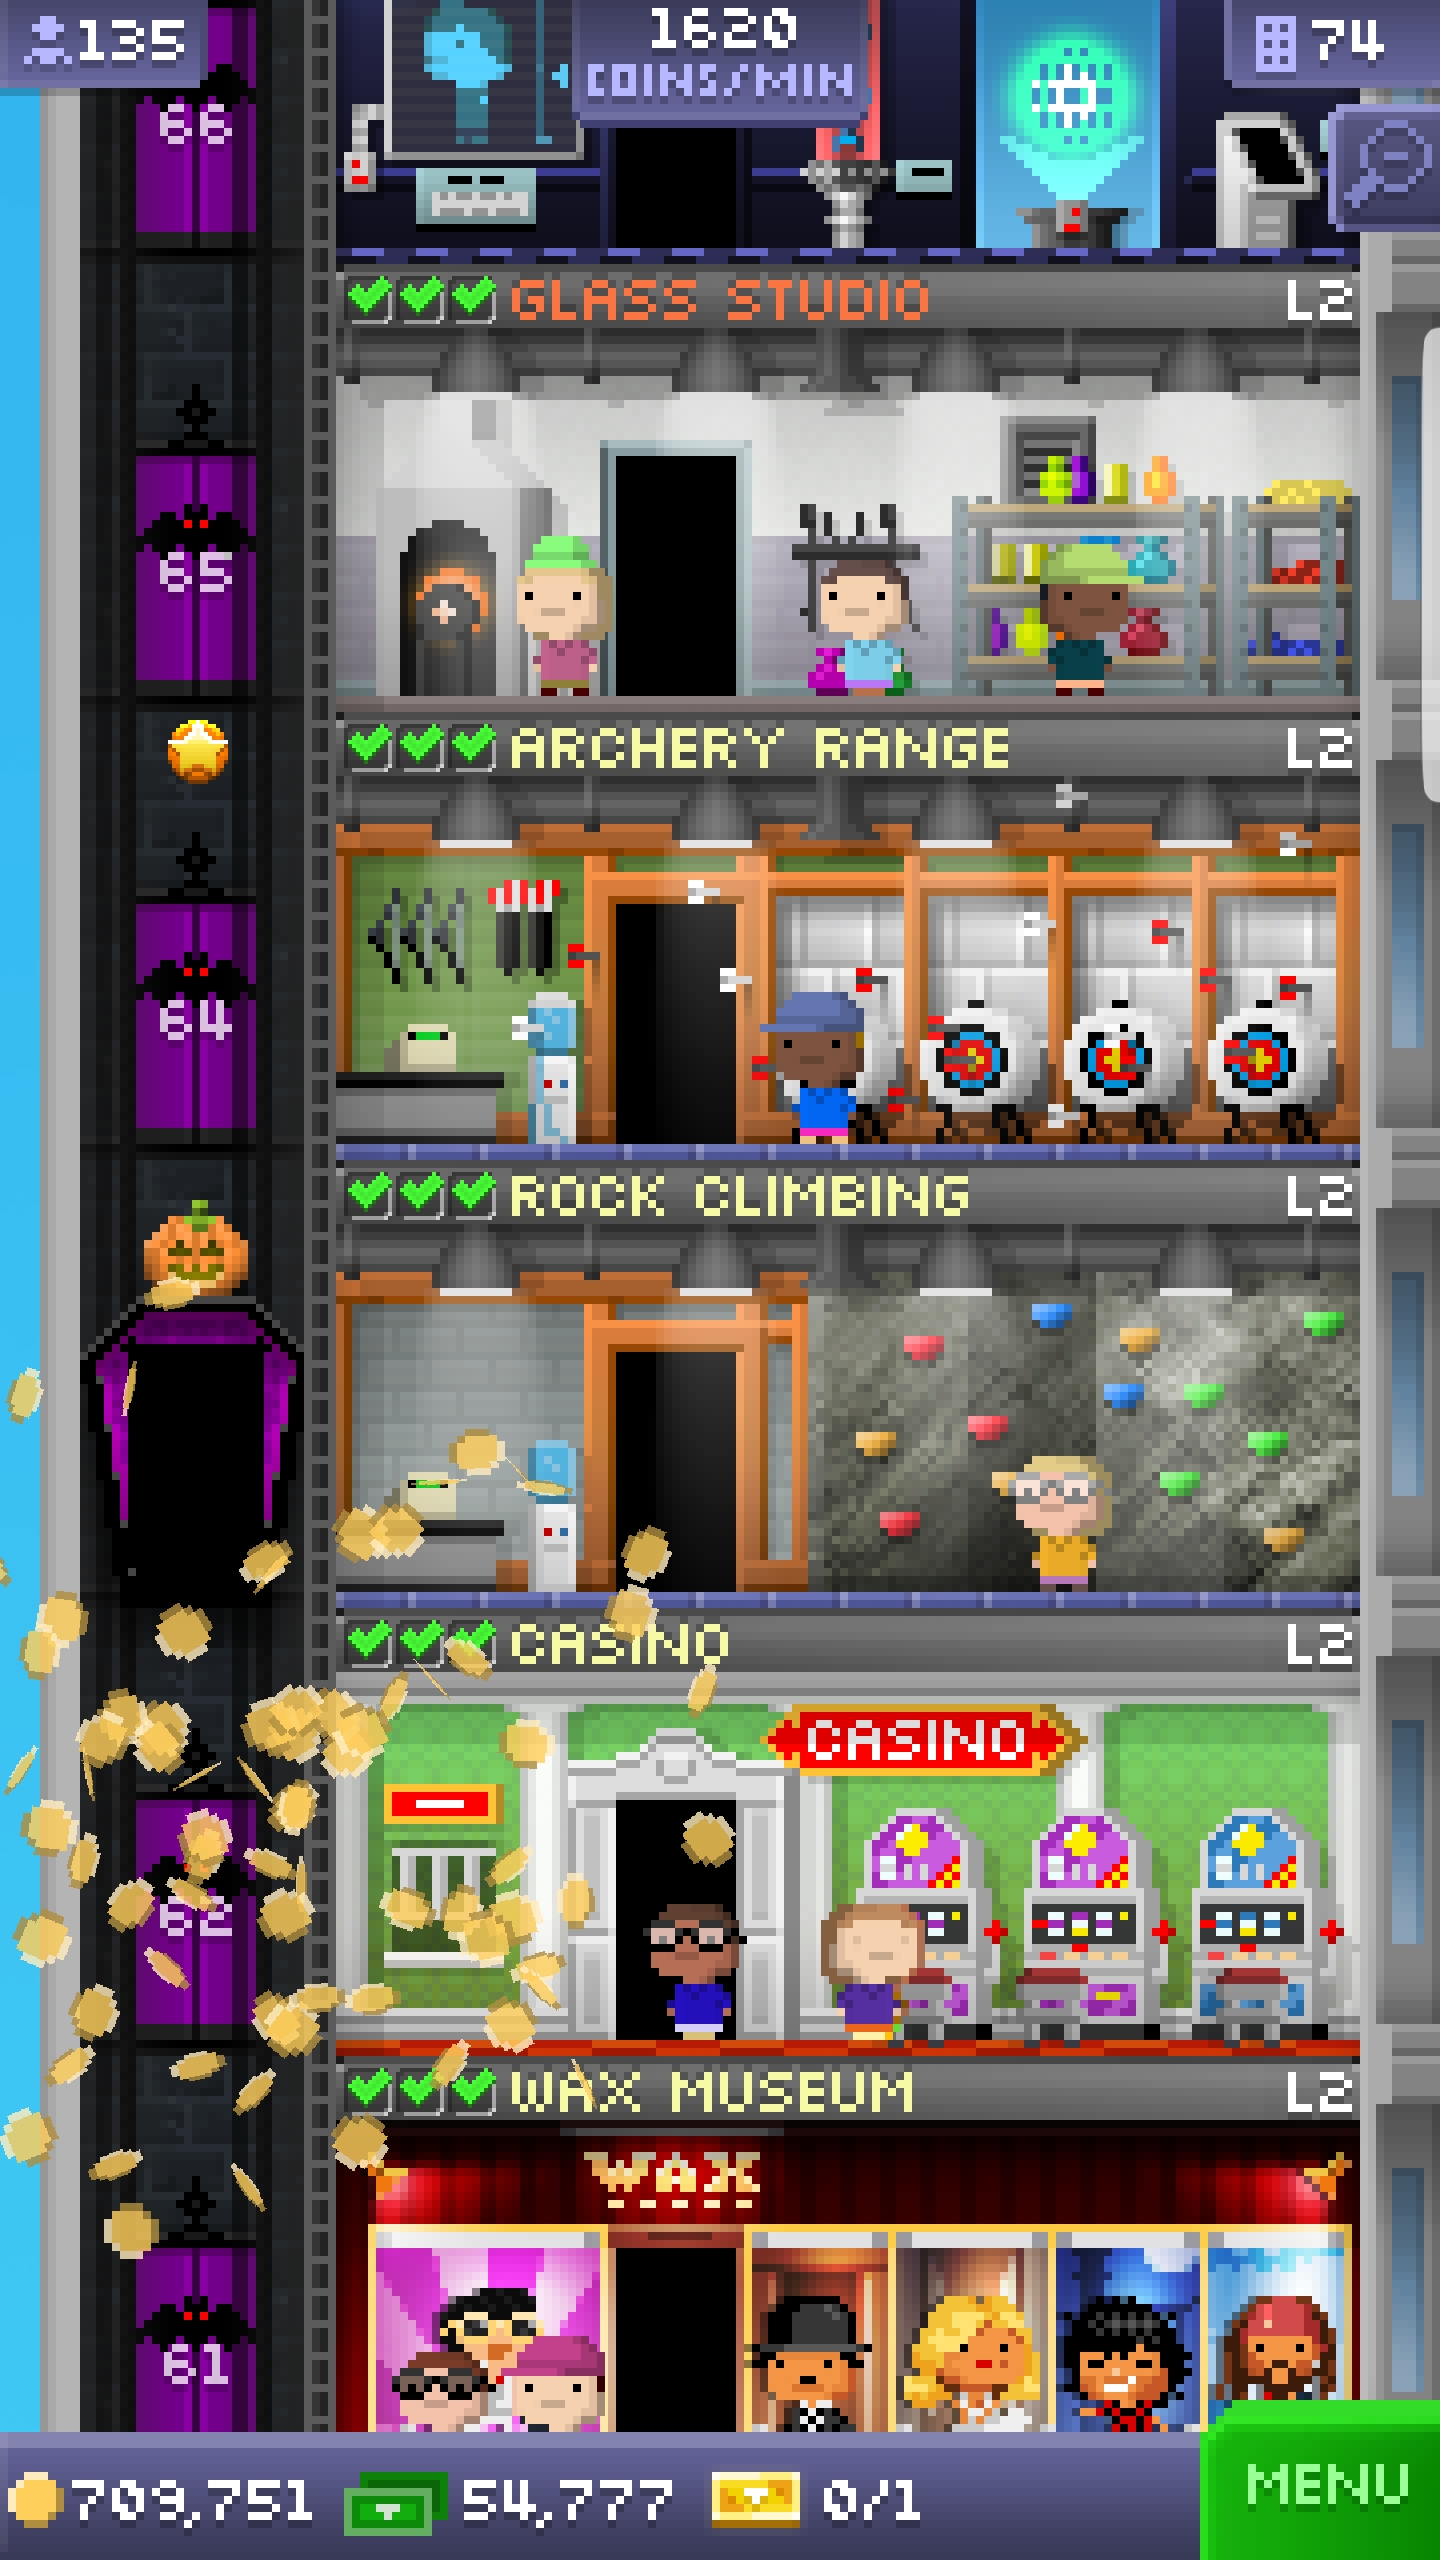 135
1620
COINS/MIN
74
66
GLASS STUDIO L2
65
ARCHERY RANGE L2
64
ROCK CLIMBING L2
CASINO L2
CASINO
62
WAX MUSEUM L2
WAX
61
709,751 54,777 0/1
MENU